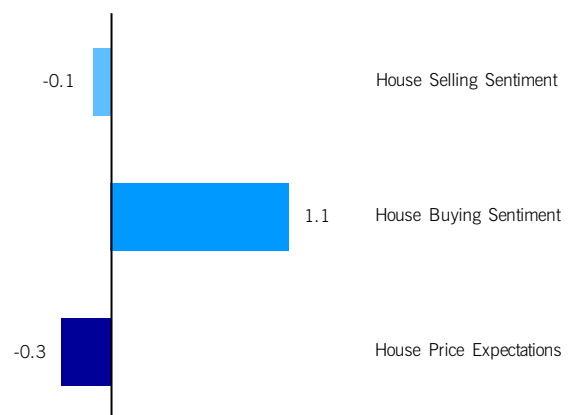 -0.1 House Selling Sentiment
1.1 House Buying Sentiment
-0.3 House Price Expectations